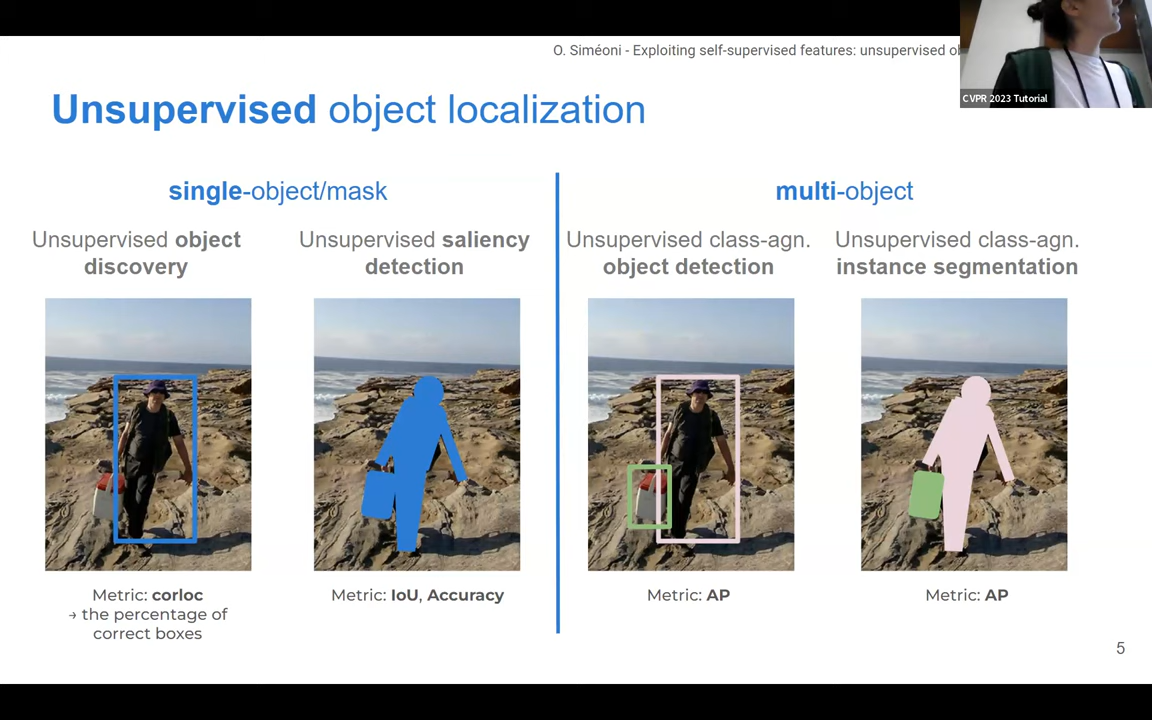 O. Siméoni - Exploiting self-supervised features: unsupervised
CVPR 2023 Tutorial
Unsupervised object localization
single-object/mask
multi-object
Unsupervised object
discovery
Unsupervised saliency
detection
Unsupervised class-agn.
object detection
Unsupervised class-agn.
instance segmentation
Metric: corloc
→ the percentage of
correct boxes
Metric: IoU, Accuracy
Metric: AP
Metric: AP
5